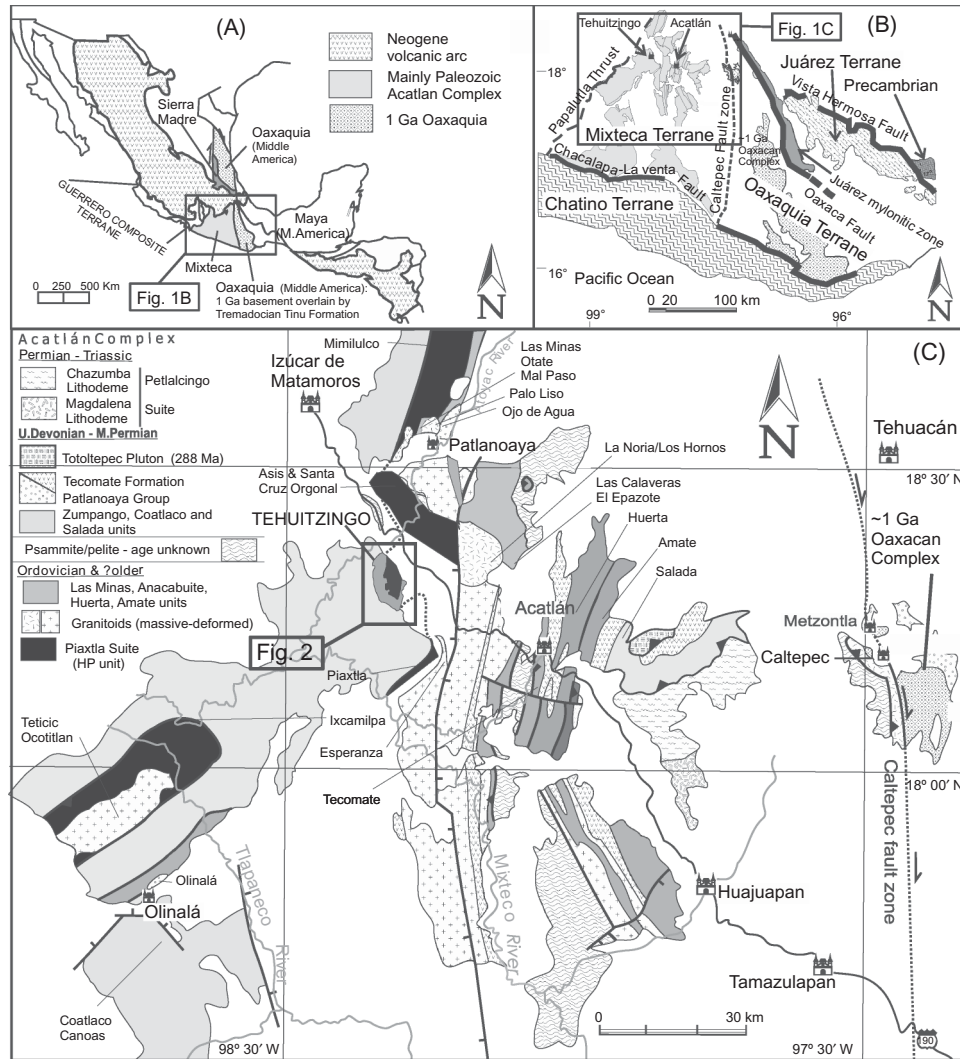 (A)
Neogene
volcanic arc
Mainly Paleozoic
Acatlan Complex
1 Ga Oaxaquia
Sierra
Madre
Oaxaquia
(Middle
America)
GUERRERO COMPOSITE
TERRANE
Maya
(M.America)
Mixteca
Oaxaquia (Middle America):
1 Ga basement overlain by
Tremadocian Tinu Formation
0 250 500 Km
Fig. 1B
N
(B)
Fig. 1C
Tehuitzingo
Acatlán
18°
Papalutla Thrust
Mixteca Terrane
Caltepec Fault zone
Juárez Terrane
Precambrian
Vista Hermosa Fault
~1 Ga
Oaxacan
Complex
Chacalapa-La venta
Fault
Chatino Terrane
Juárez mylonitic zone
Oaxaca Fault
Oaxaquia Terrane
16°
Pacific Ocean
0 20 100 km
99
96°
N
(C)
Acatlán Complex
Permian - Triassic
Chazumba
Lithodeme
Magdalena
Lithodeme
Petlalcingo
Suite
U.Devonian - M.Permian
Totoltepec Pluton (288 Ma)
Tecomate Formation
Patlanoaya Group
Zumpango, Coatlaco and
Salada units
Psammite/pelite - age unknown
Ordovician & ?older
Las Minas, Anacabuite,
Huerta, Amate units
Granitoids (massive-deformed)
Piaxtla Suite
(HP unit)
Mimilulco
Izúcar de
Matamoros
Atoyac River
Las Minas
Otate
Mal Paso
Palo Liso
Ojo de Agua
Patlanoaya
N
Tehuacán
18° 30' N
La Noria/Los Hornos
Asis & Santa
Cruz Orgonal
Las Calaveras
El Epazote
TEHUITZINGO
Huerta
Amate
Salada
~1 Ga
Oaxacan
Complex
Acatlán
Metzontla
Caltepec
Fig. 2
Piaxtla
Ixcamilpa
Teticic
Ocotitlan
Esperanza
Tecomate
18° 00' N
Caltepec fault zone
Tlapaneco
River
Mixteco
River
Olinalá
Olinalá
Huajuapan
Tamazulapan
Coatlaco
Canoas
0 30 km
98° 30' W
97° 30' W
190